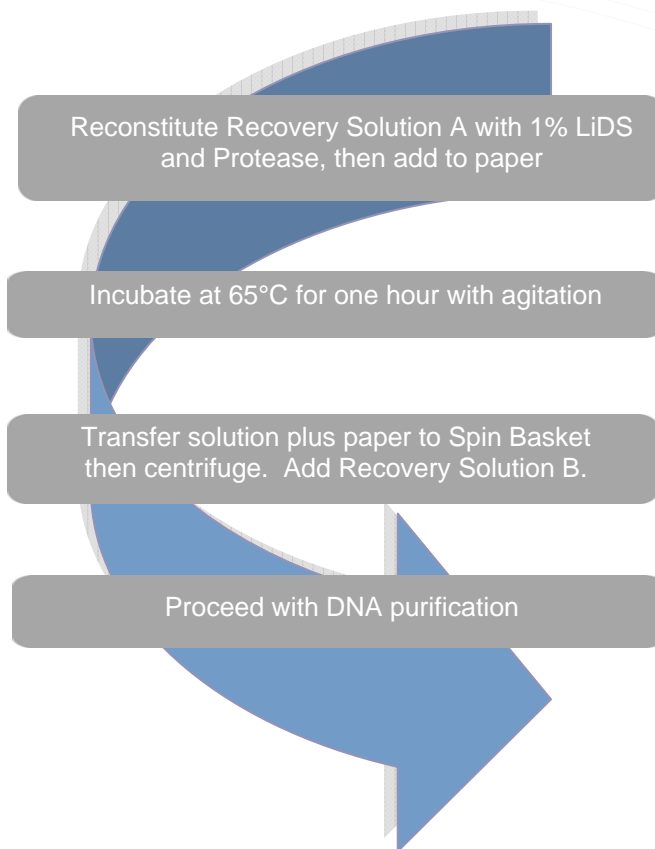 Reconstitute Recovery Solution A with 1% LiDS
and Protease, then add to paper
Incubate at 65°C for one hour with agitation
Transfer solution plus paper to Spin Basket
then centrifuge.  Add Recovery Solution B.
Proceed with DNA purification